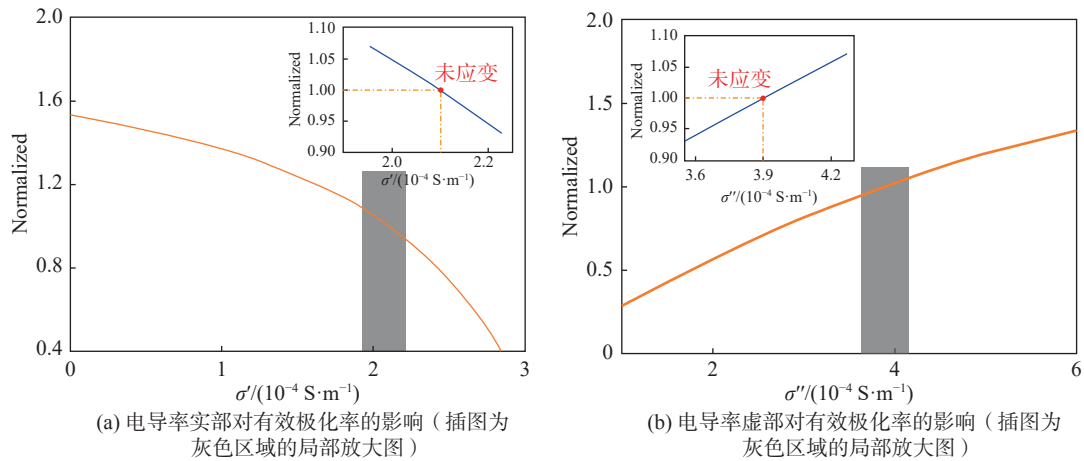 2.0
1.6
1.2
0.8
0.4
Normalized
0
1
2
3
σ′/(10⁻⁴ S·m⁻¹)
1.10
1.05
1.00
0.95
0.90
Normalized
未应变
2.0
2.2
σ′/(10⁻⁴ S·m⁻¹)
(a) 电导率实部对有效极化率的影响（插图为
灰色区域的局部放大图）
2.0
1.5
1.0
0.5
0
Normalized
2
4
6
σ″/(10⁻⁴ S·m⁻¹)
1.10
1.05
1.00
0.95
0.90
Normalized
未应变
3.6
3.9
4.2
σ″/(10⁻⁴ S·m⁻¹)
(b) 电导率虚部对有效极化率的影响（插图为
灰色区域的局部放大图）